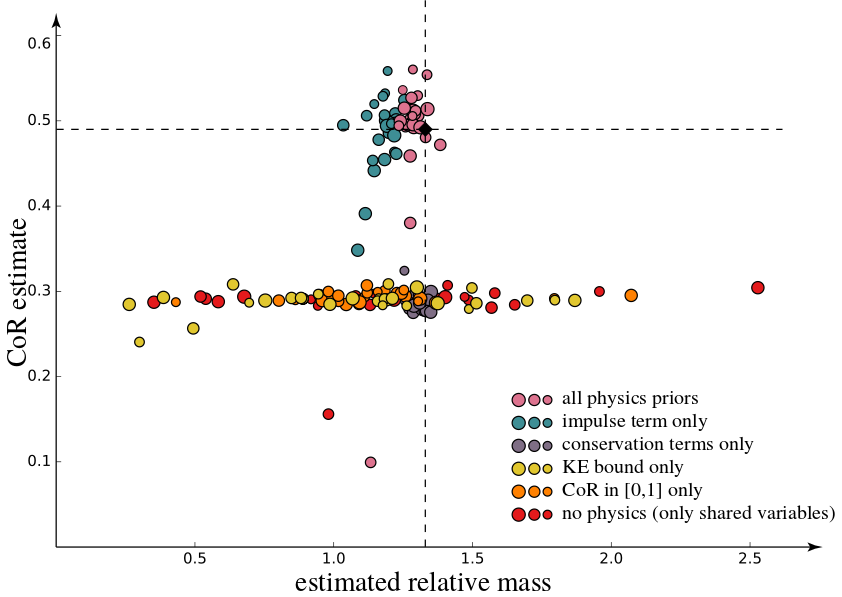 0.6
0.5
0.4
0.3
0.2
0.1
CoR estimate
all physics priors
impulse term only
conservation terms only
KE bound only
CoR in [0,1] only
no physics (only shared variables)
0.5
1.0
1.5
2.0
2.5
estimated relative mass